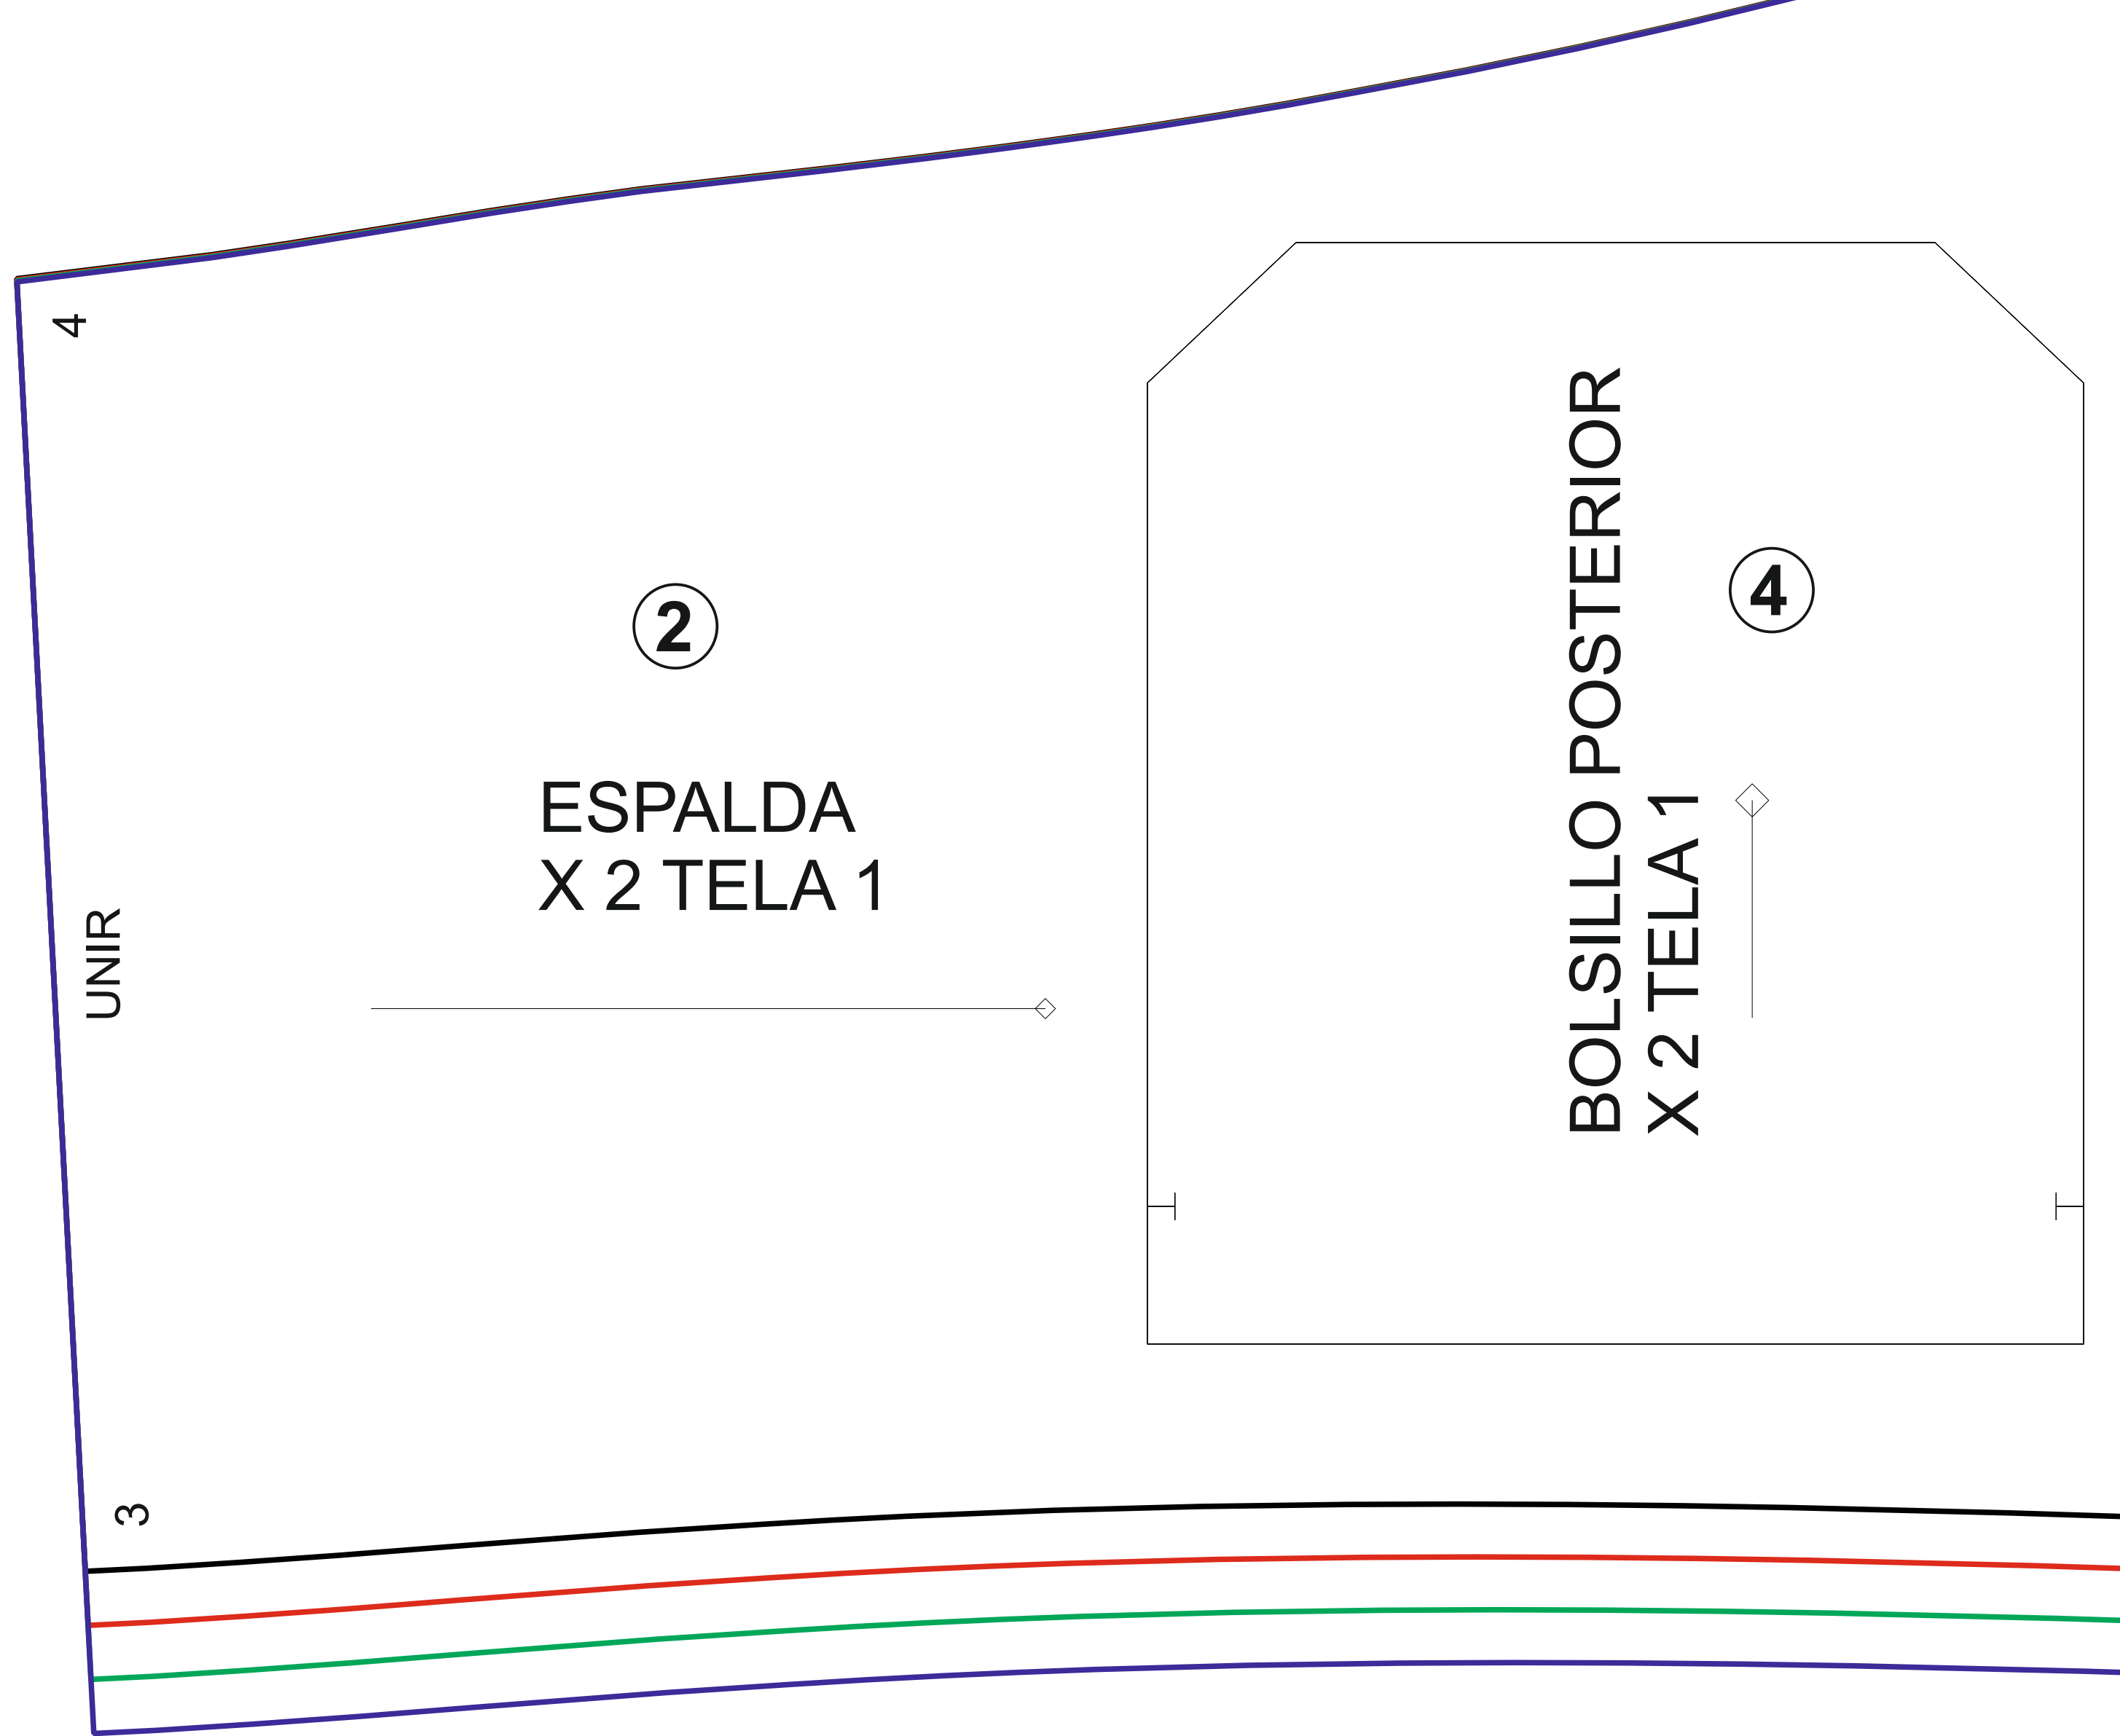 4
2
ESPALDA
X 2 TELA 1
UNIR
3
BOLSILLO POSTERIOR
X 2 TELA 1
4